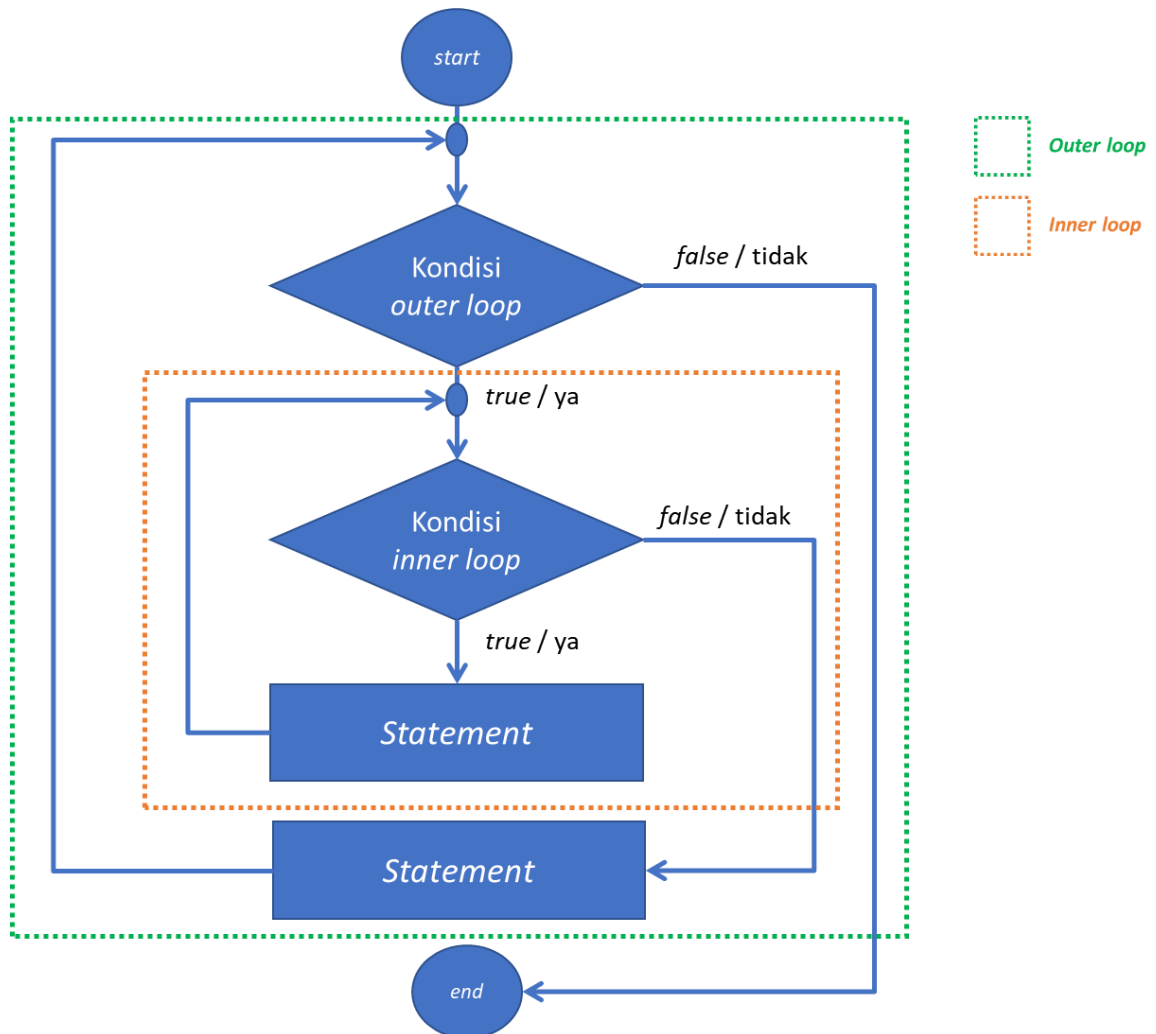 start
Outer loop
Inner loop
Kondisi
outer loop
false / tidak
true / ya
Kondisi
inner loop
false / tidak
true / ya
Statement
Statement
end